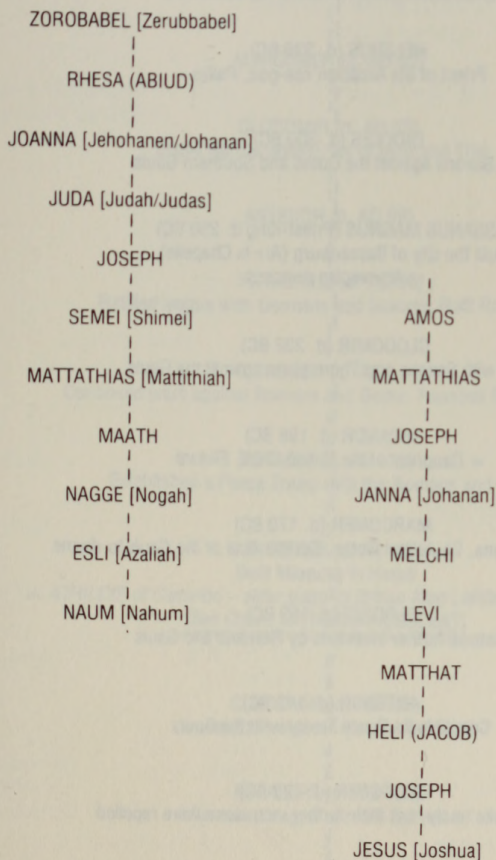 ZOROBABEL [Zerubbabel]
RHESA (ABIUD)
JOANNA [Jehohanen/Johanan]
JUDA [Judah/Judas]
JOSEPH
SEMEI [Shimei]
MATTATHIAS [Mattithiah]
MAATH
NAGGE [Nogah]
ESLI [Azaliah]
NAUM [Nahum]
AMOS
MATTATHIAS
JOSEPH
JANNA [Johanan]
MELCHI
LEVI
MATTHAT
HELI (JACOB)
JOSEPH
JESUS [Joshua]